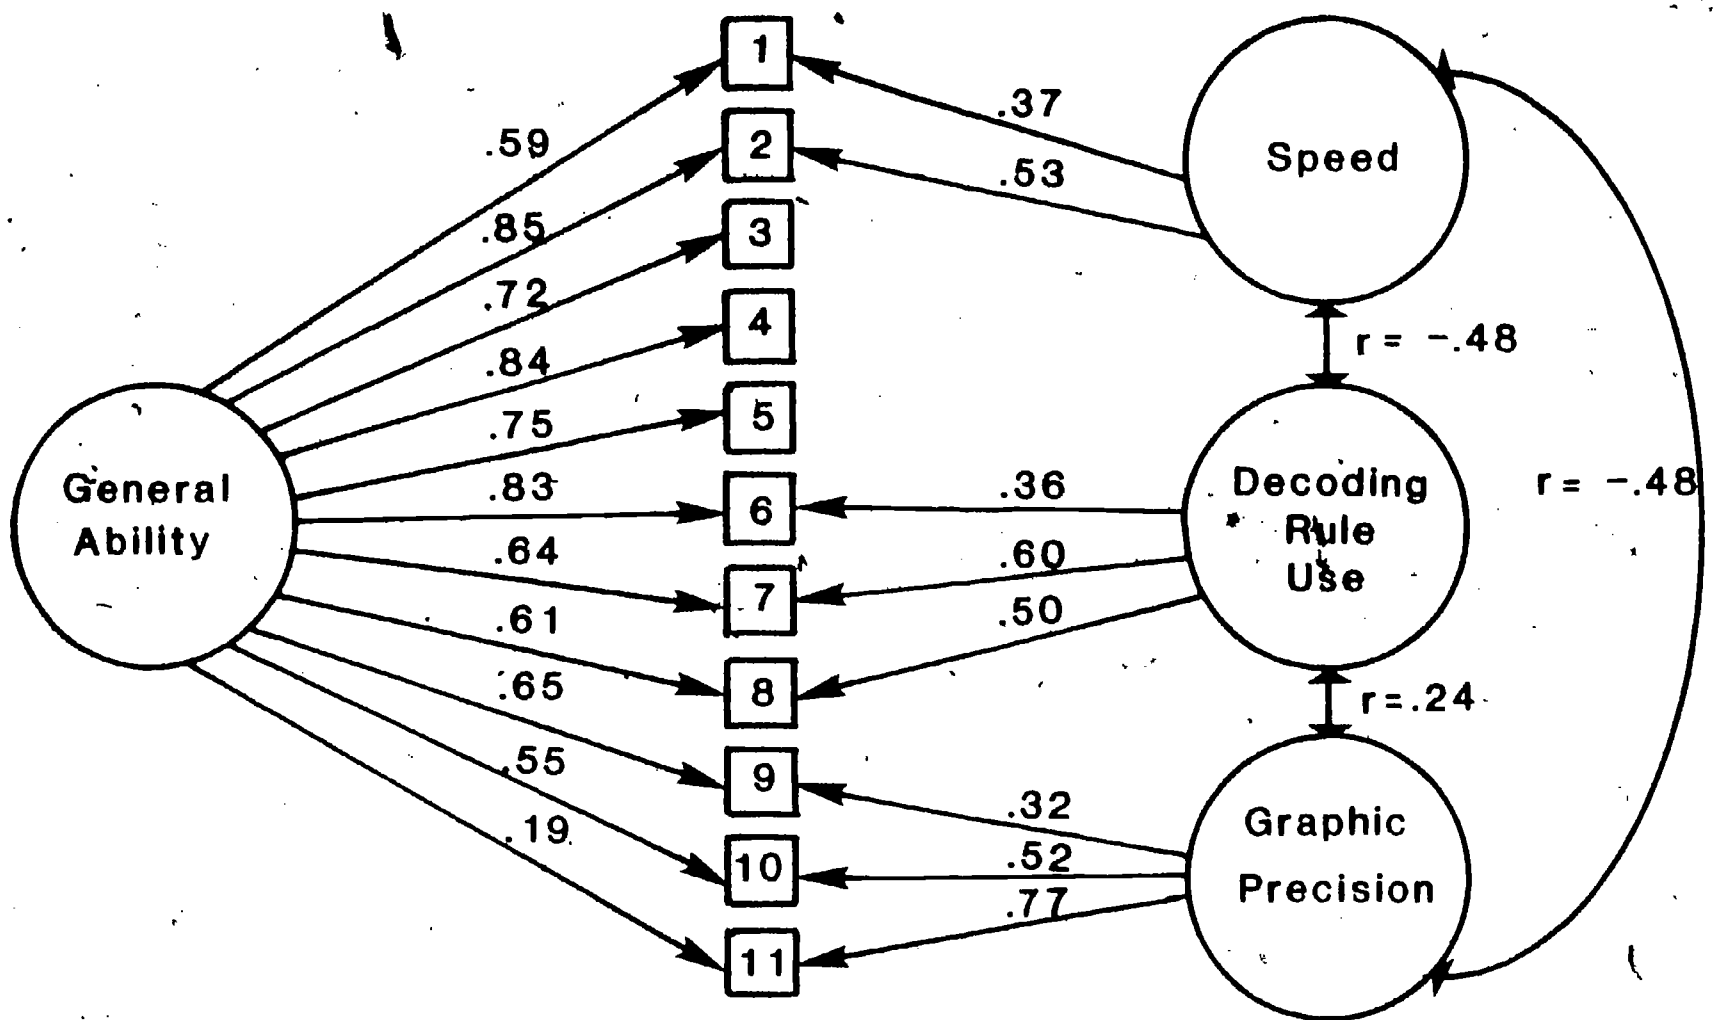 1
.37
Speed
.59
2
.53
.85
3
.72
4
r = -.48
.84
5
.75
General
Ability
.83
6
.36
Decoding
Rule
Use
r = -.48
.64
7
.60
.61
8
.50
.65
r = .24
9
.32
.55
10
.52
Graphic
Precision
.19
11
.77